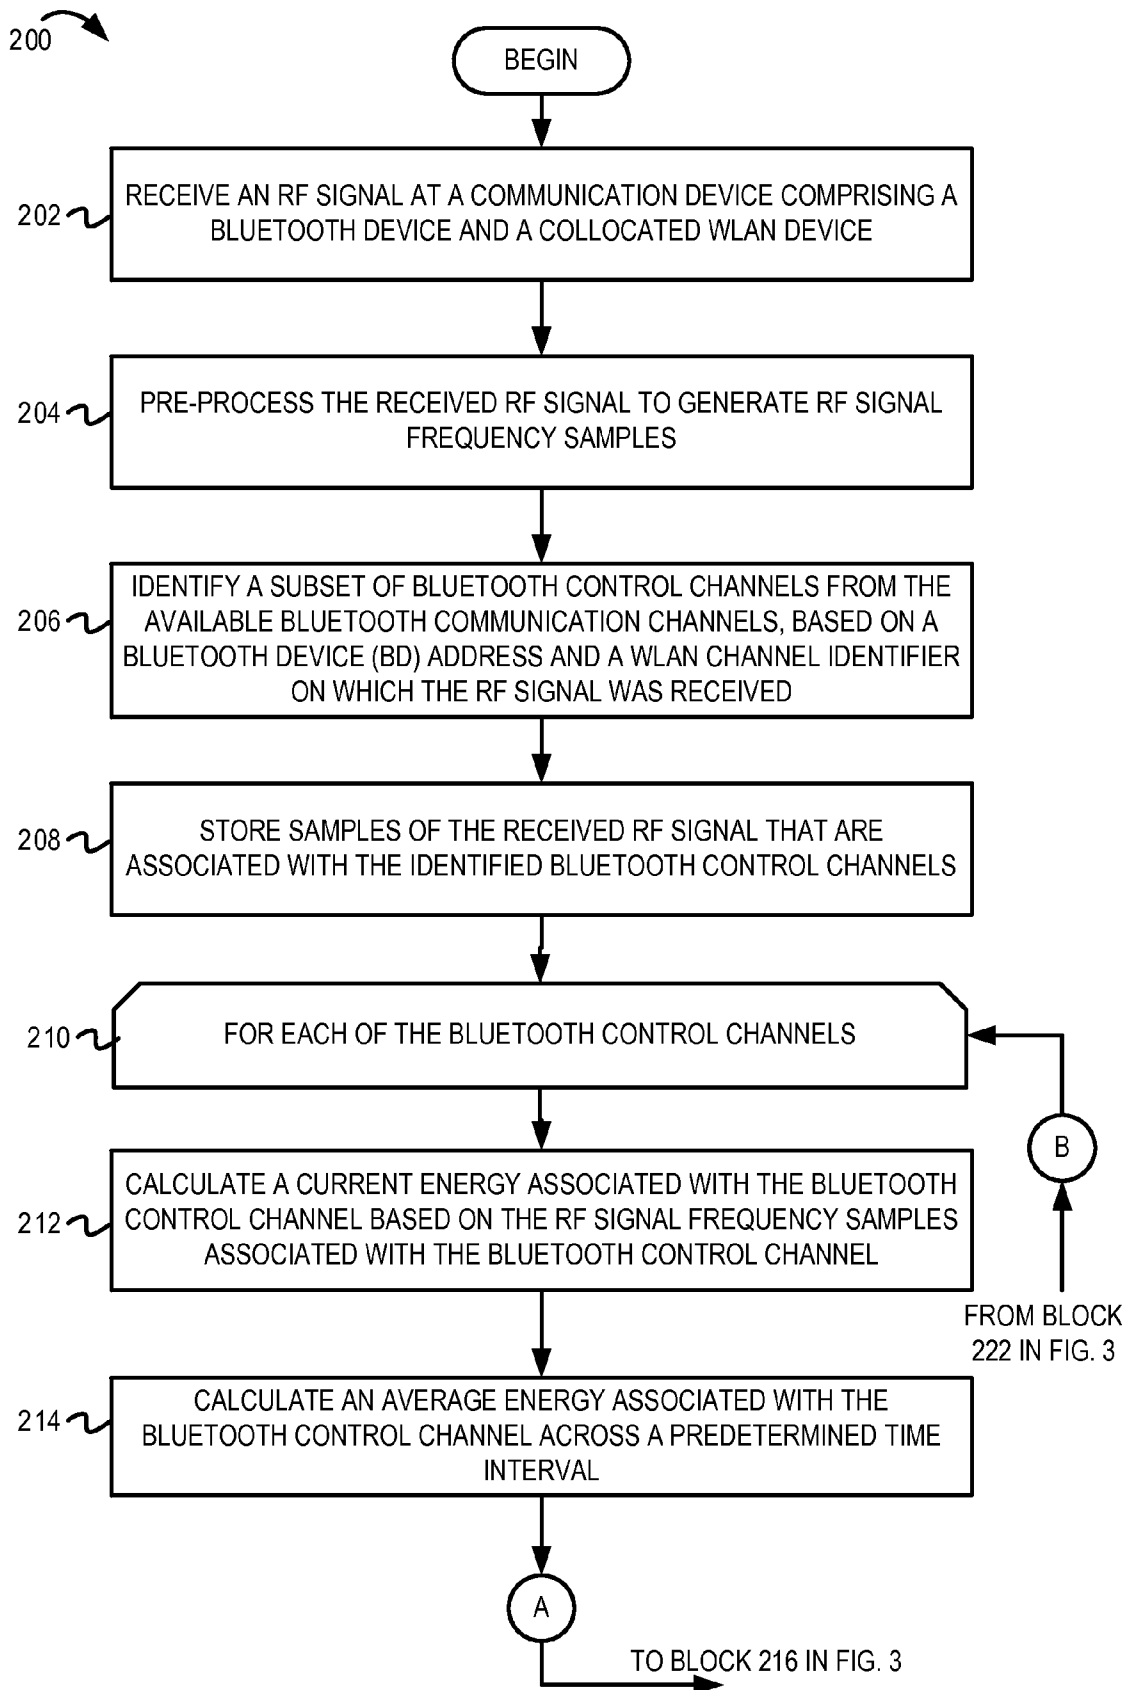 200
BEGIN
202
RECEIVE AN RF SIGNAL AT A COMMUNICATION DEVICE COMPRISING A
BLUETOOTH DEVICE AND A COLLOCATED WLAN DEVICE
204
PRE-PROCESS THE RECEIVED RF SIGNAL TO GENERATE RF SIGNAL
FREQUENCY SAMPLES
206
IDENTIFY A SUBSET OF BLUETOOTH CONTROL CHANNELS FROM THE
AVAILABLE BLUETOOTH COMMUNICATION CHANNELS, BASED ON A
BLUETOOTH DEVICE (BD) ADDRESS AND A WLAN CHANNEL IDENTIFIER
ON WHICH THE RF SIGNAL WAS RECEIVED
208
STORE SAMPLES OF THE RECEIVED RF SIGNAL THAT ARE
ASSOCIATED WITH THE IDENTIFIED BLUETOOTH CONTROL CHANNELS
210
FOR EACH OF THE BLUETOOTH CONTROL CHANNELS
B
FROM BLOCK
222 IN FIG. 3
212
CALCULATE A CURRENT ENERGY ASSOCIATED WITH THE BLUETOOTH
CONTROL CHANNEL BASED ON THE RF SIGNAL FREQUENCY SAMPLES
ASSOCIATED WITH THE BLUETOOTH CONTROL CHANNEL
214
CALCULATE AN AVERAGE ENERGY ASSOCIATED WITH THE
BLUETOOTH CONTROL CHANNEL ACROSS A PREDETERMINED TIME
INTERVAL
A
TO BLOCK 216 IN FIG. 3